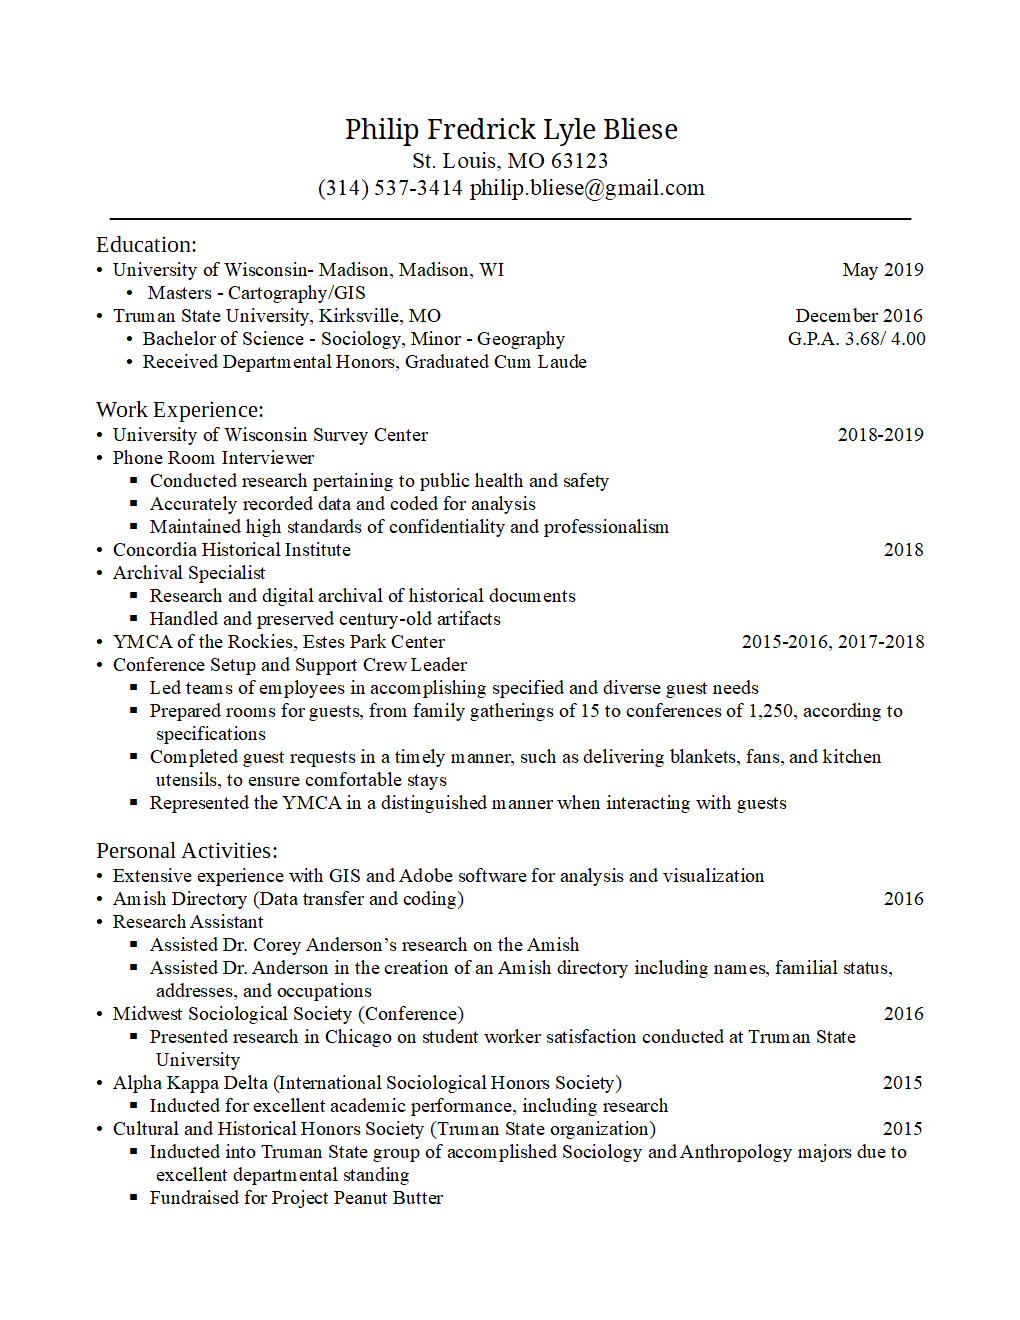 Philip Fredrick Lyle Bliese
St. Louis, MO 63123
(314) 537-3414 philip.bliese@gmail.com
Education:
• University of Wisconsin- Madison, Madison, WI May 2019
• Masters - Cartography/GIS
• Truman State University, Kirksville, MO December 2016
• Bachelor of Science - Sociology, Minor - Geography G.P.A. 3.68/ 4.00
• Received Departmental Honors, Graduated Cum Laude
Work Experience:
• University of Wisconsin Survey Center 2018-2019
• Phone Room Interviewer
▪ Conducted research pertaining to public health and safety
▪ Accurately recorded data and coded for analysis
▪ Maintained high standards of confidentiality and professionalism
• Concordia Historical Institute 2018
• Archival Specialist
▪ Research and digital archival of historical documents
▪ Handled and preserved century-old artifacts
• YMCA of the Rockies, Estes Park Center 2015-2016, 2017-2018
• Conference Setup and Support Crew Leader
▪ Led teams of employees in accomplishing specified and diverse guest needs
▪ Prepared rooms for guests, from family gatherings of 15 to conferences of 1,250, according to
specifications
▪ Completed guest requests in a timely manner, such as delivering blankets, fans, and kitchen
utensils, to ensure comfortable stays
▪ Represented the YMCA in a distinguished manner when interacting with guests
Personal Activities:
• Extensive experience with GIS and Adobe software for analysis and visualization
• Amish Directory (Data transfer and coding) 2016
• Research Assistant
▪ Assisted Dr. Corey Anderson’s research on the Amish
▪ Assisted Dr. Anderson in the creation of an Amish directory including names, familial status,
addresses, and occupations
• Midwest Sociological Society (Conference) 2016
▪ Presented research in Chicago on student worker satisfaction conducted at Truman State
University
• Alpha Kappa Delta (International Sociological Honors Society) 2015
▪ Inducted for excellent academic performance, including research
• Cultural and Historical Honors Society (Truman State organization) 2015
▪ Inducted into Truman State group of accomplished Sociology and Anthropology majors due to
excellent departmental standing
▪ Fundraised for Project Peanut Butter